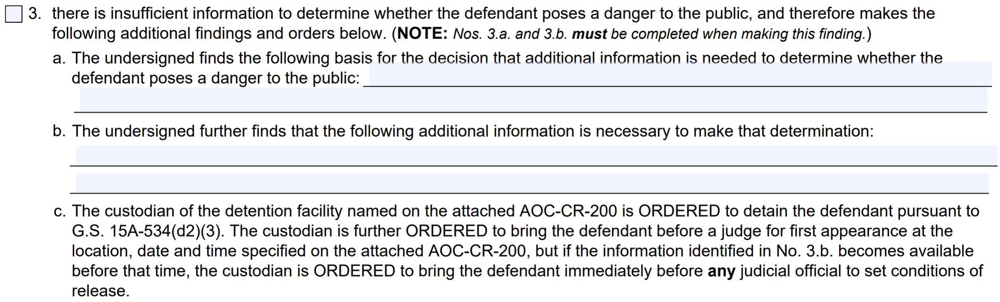 3. there is insufficient information to determine whether the defendant poses a danger to the public, and therefore makes the
following additional findings and orders below. (NOTE: Nos. 3.a. and 3.b. must be completed when making this finding.)
a. The undersigned finds the following basis for the decision that additional information is needed to determine whether the
defendant poses a danger to the public:
b. The undersigned further finds that the following additional information is necessary to make that determination:
c. The custodian of the detention facility named on the attached AOC-CR-200 is ORDERED to detain the defendant pursuant to
G.S. 15A-534(d2)(3). The custodian is further ORDERED to bring the defendant before a judge for first appearance at the
location, date and time specified on the attached AOC-CR-200, but if the information identified in No. 3.b. becomes available
before that time, the custodian is ORDERED to bring the defendant immediately before any judicial official to set conditions of
release.